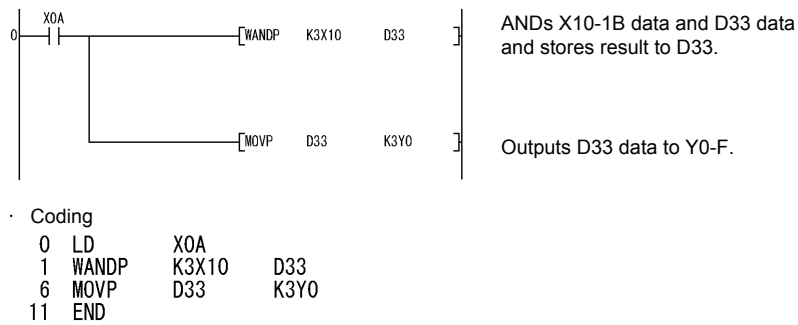 X0A
0
[WANDP K3X10 D33 ]
ANDs X10-1B data and D33 data
and stores result to D33.
[MOVP D33 K3Y0 ]
Outputs D33 data to Y0-F.
· Coding
0 LD X0A
1 WANDP K3X10 D33
6 MOVP D33 K3Y0
11 END